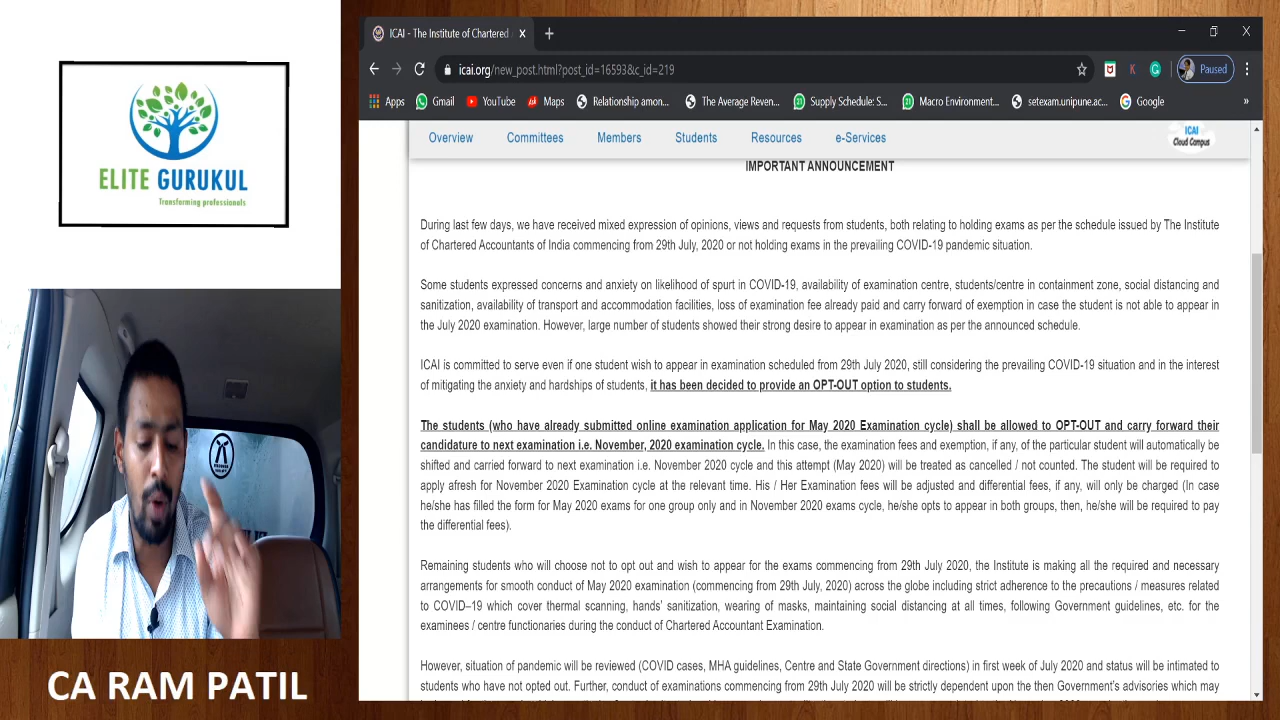 ELITE GURUKUL
Transforming professionals
CA RAM PATIL
ICAI - The Institute of Chartered
icai.org/new_post.html?post_id=16593&c_id=219
Paused
Apps
Gmail
YouTube
Maps
Relationship amon...
The Average Reven...
Supply Schedule: S...
Macro Environment...
setexam.unipune.ac...
Google
»
Overview
Committees
Members
Students
Resources
e-Services
ICAI
Cloud Campus
IMPORTANT ANNOUNCEMENT
During last few days, we have received mixed expression of opinions, views and requests from students, both relating to holding exams as per the schedule issued by The Institute
of Chartered Accountants of India commencing from 29th July, 2020 or not holding exams in the prevailing COVID-19 pandemic situation.
Some students expressed concerns and anxiety on likelihood of spurt in COVID-19, availability of examination centre, students/centre in containment zone, social distancing and
sanitization, availability of transport and accommodation facilities, loss of examination fee already paid and carry forward of exemption in case the student is not able to appear in
the July 2020 examination. However, large number of students showed their strong desire to appear in examination as per the announced schedule.
ICAI is committed to serve even if one student wish to appear in examination scheduled from 29th July 2020, still considering the prevailing COVID-19 situation and in the interest
of mitigating the anxiety and hardships of students, it has been decided to provide an OPT-OUT option to students.
The students (who have already submitted online examination application for May 2020 Examination cycle) shall be allowed to OPT-OUT and carry forward their
candidature to next examination i.e. November, 2020 examination cycle. In this case, the examination fees and exemption, if any, of the particular student will automatically be
shifted and carried forward to next examination i.e. November 2020 cycle and this attempt (May 2020) will be treated as cancelled / not counted. The student will be required to
apply afresh for November 2020 Examination cycle at the relevant time. His / Her Examination fees will be adjusted and differential fees, if any, will only be charged (In case
he/she has filled the form for May 2020 exams for one group only and in November 2020 exams cycle, he/she opts to appear in both groups, then, he/she will be required to pay
the differential fees).
Remaining students who will choose not to opt out and wish to appear for the exams commencing from 29th July 2020, the Institute is making all the required and necessary
arrangements for smooth conduct of May 2020 examination (commencing from 29th July, 2020) across the globe including strict adherence to the precautions / measures related
to COVID–19 which cover thermal scanning, hands' sanitization, wearing of masks, maintaining social distancing at all times, following Government guidelines, etc. for the
examinees / centre functionaries during the conduct of Chartered Accountant Examination.
However, situation of pandemic will be reviewed (COVID cases, MHA guidelines, Centre and State Government directions) in first week of July 2020 and status will be intimated to
students who have not opted out. Further, conduct of examinations commencing from 29th July 2020 will be strictly dependent upon the then Government's advisories which may